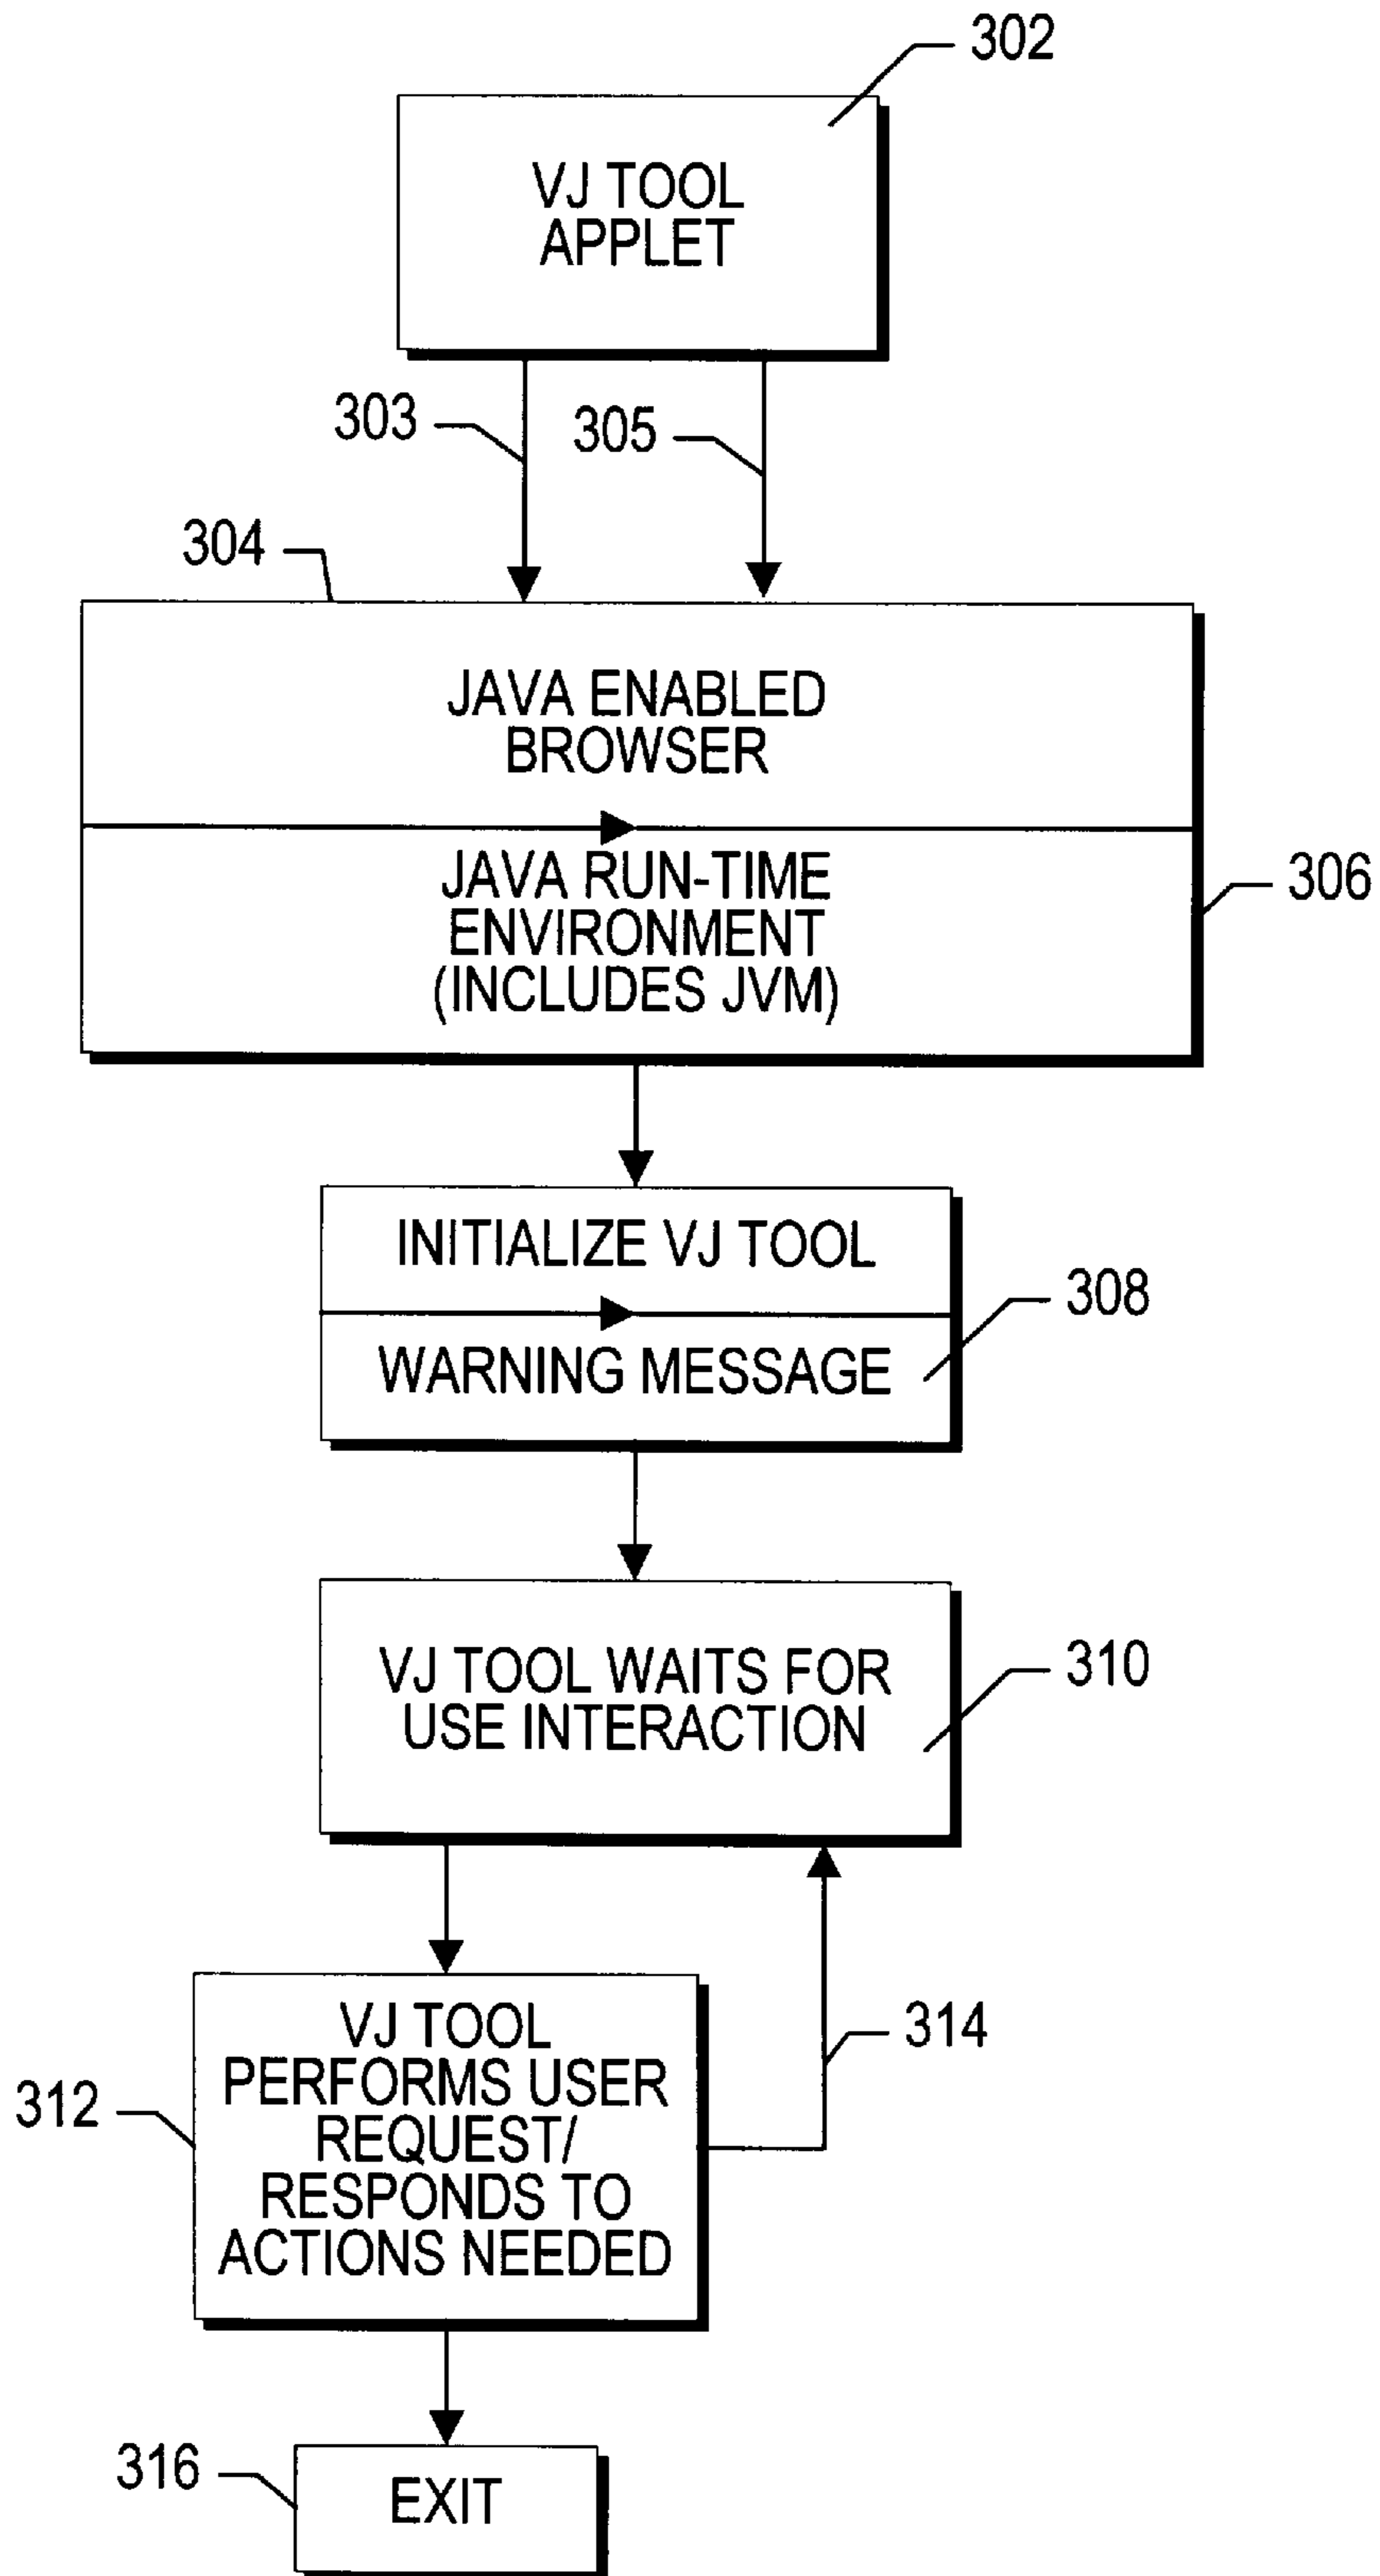 302
VJ TOOL
APPLET
303
305
304
JAVA ENABLED
BROWSER
JAVA RUN-TIME
ENVIRONMENT
(INCLUDES JVM)
306
INITIALIZE VJ TOOL
308
WARNING MESSAGE
VJ TOOL WAITS FOR
USE INTERACTION
310
VJ TOOL
PERFORMS USER
REQUEST/
RESPONDS TO
ACTIONS NEEDED
312
314
316
EXIT